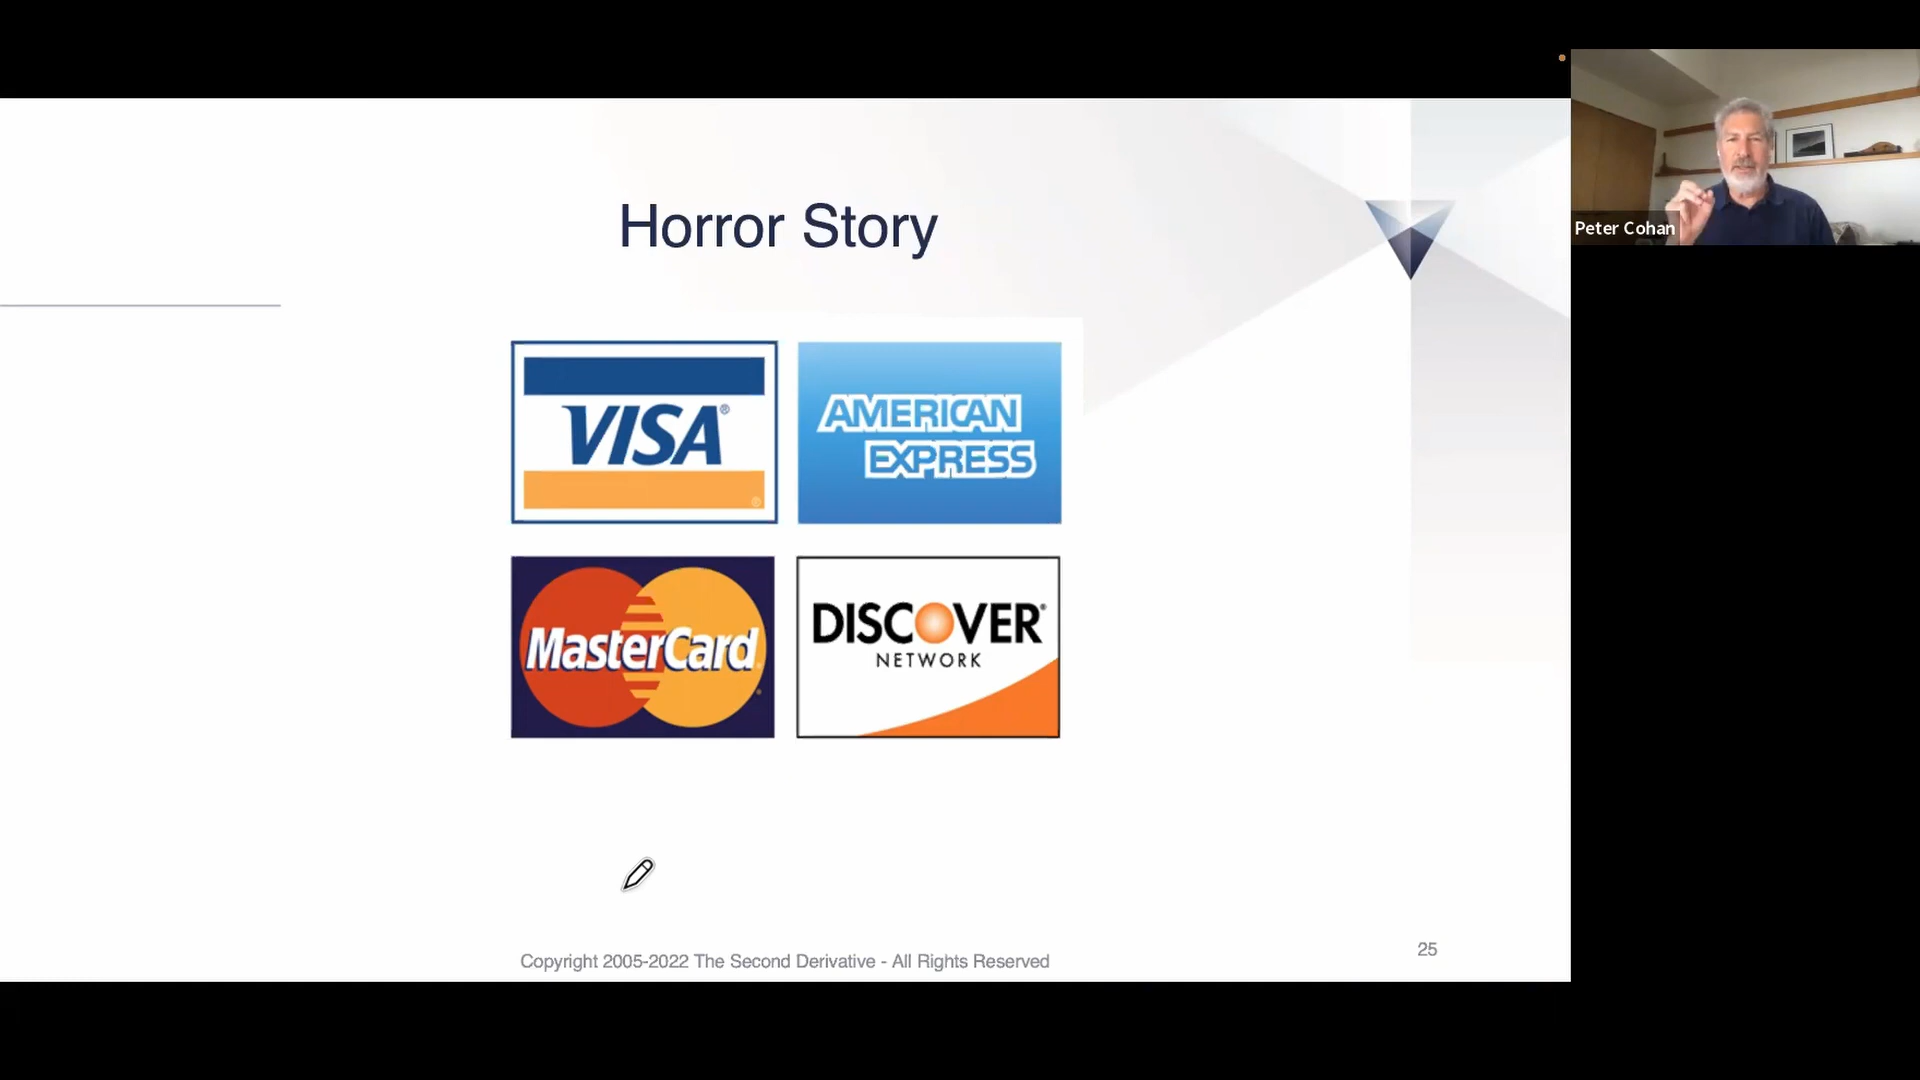 Horror Story
VISA®
AMERICAN
EXPRESS
MasterCard
DISCOVER®
NETWORK
Copyright 2005-2022 The Second Derivative - All Rights Reserved
25
Peter Cohan